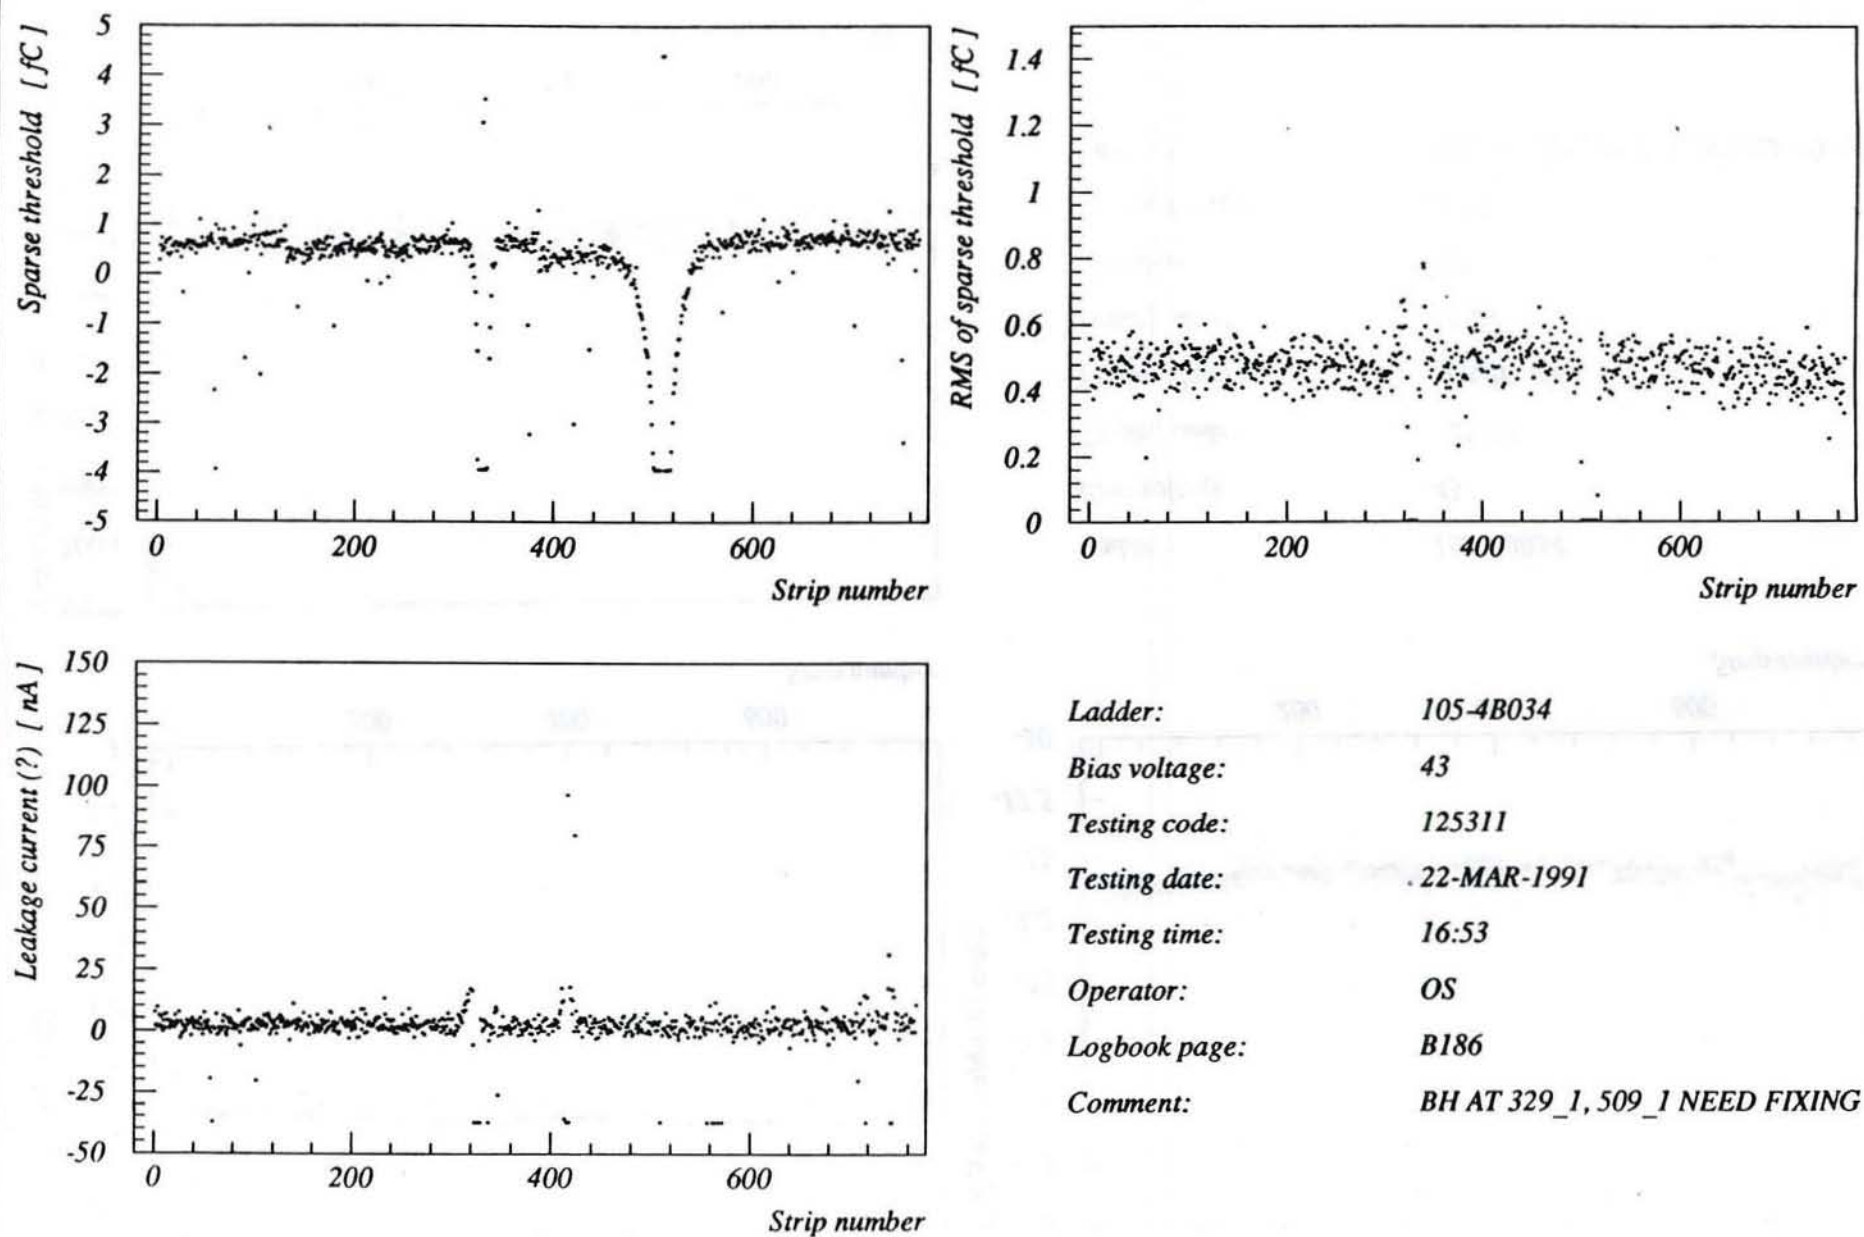 Sparse threshold [fC]
5
4
3
2
1
0
-1
-2
-3
-4
-5
0 200 400 600
Strip number
RMS of sparse threshold [fC]
1.4
1.2
1
0.8
0.6
0.4
0.2
0
0 200 400 600
Strip number
Leakage current (?) [nA]
150
125
100
75
50
25
0
-25
-50
0 200 400 600
Strip number
Ladder: 105-4B034
Bias voltage: 43
Testing code: 125311
Testing date: 22-MAR-1991
Testing time: 16:53
Operator: OS
Logbook page: B186
Comment: BH AT 329_1, 509_1 NEED FIXING